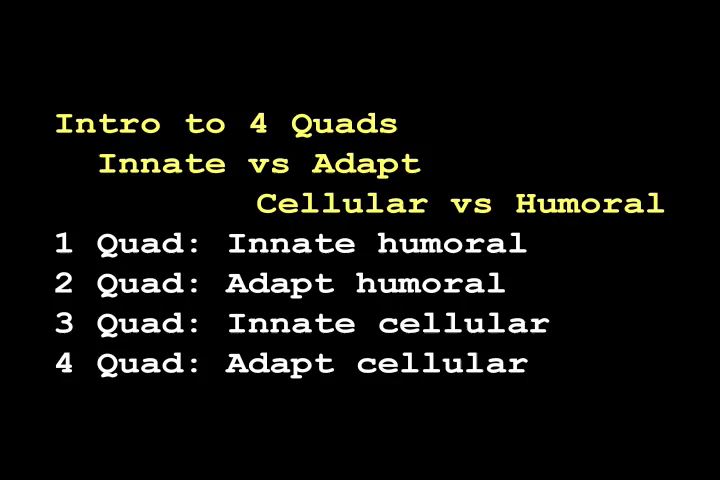 Intro to 4 Quads
Innate vs Adapt
Cellular vs Humoral
1 Quad: Innate humoral
2 Quad: Adapt humoral
3 Quad: Innate cellular
4 Quad: Adapt cellular